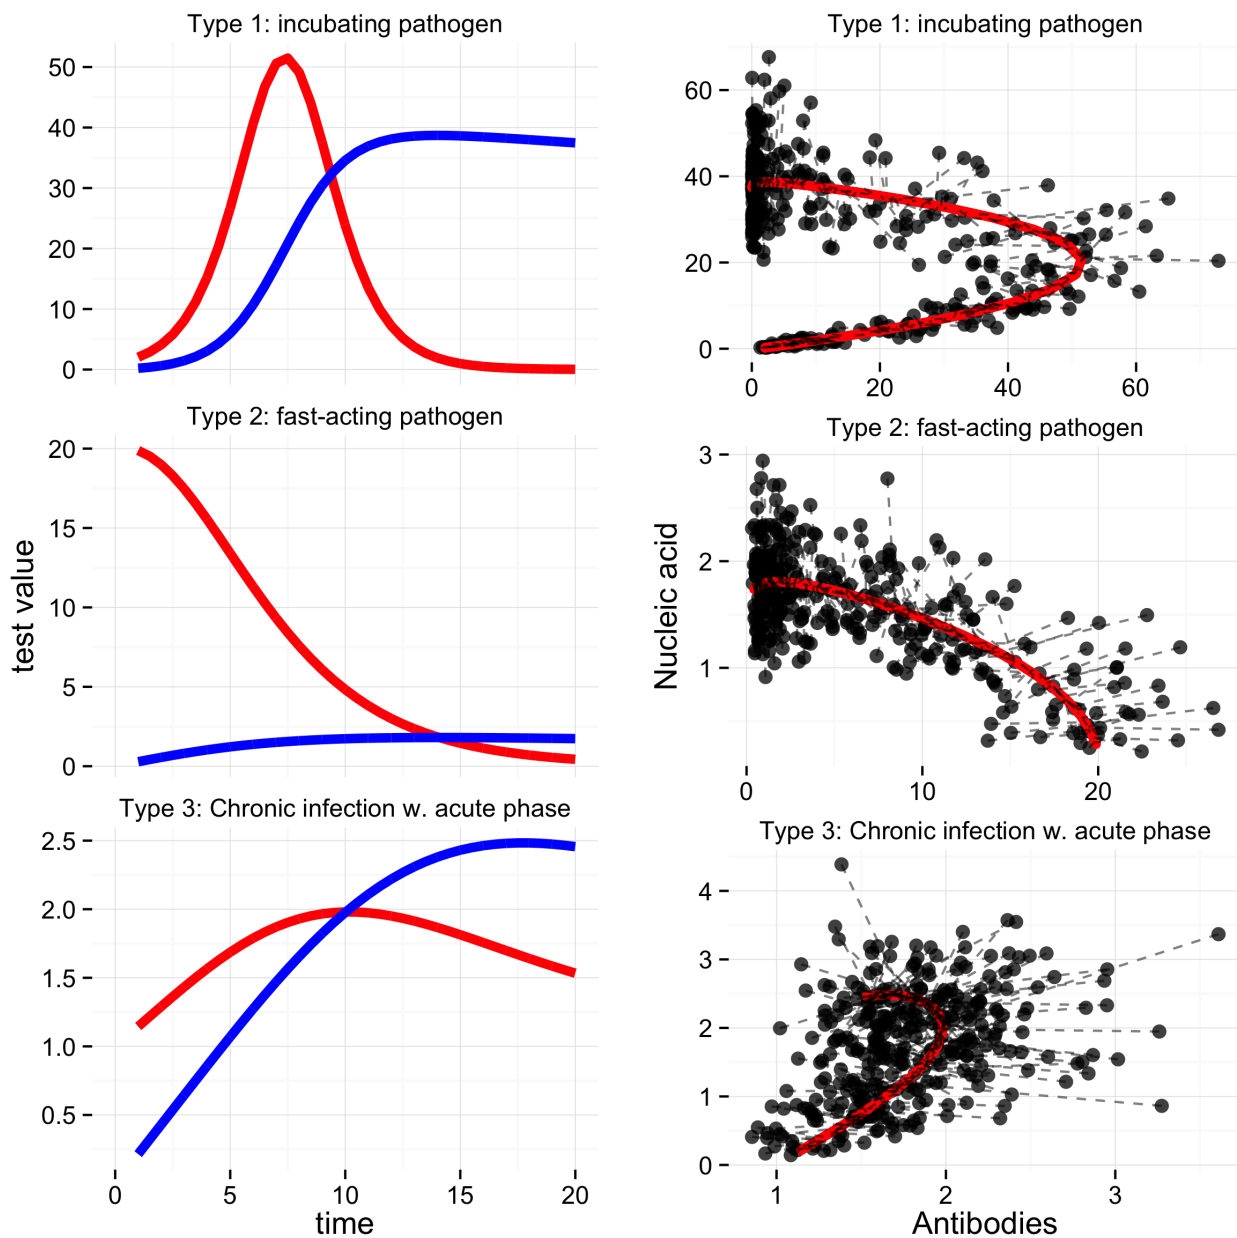 Type 1: incubating pathogen
50
40
30
20
10
0
Type 2: fast-acting pathogen
20
15
10
5
0
Type 3: Chronic infection w. acute phase
2.5
2.0
1.5
1.0
0.5
0 5 10 15 20
time
test value
Type 1: incubating pathogen
60
40
20
0
0 20 40 60
Type 2: fast-acting pathogen
3
2
1
0 10 20
Type 3: Chronic infection w. acute phase
4
3
2
1
0
1 2 3
Antibodies
Nucleic acid